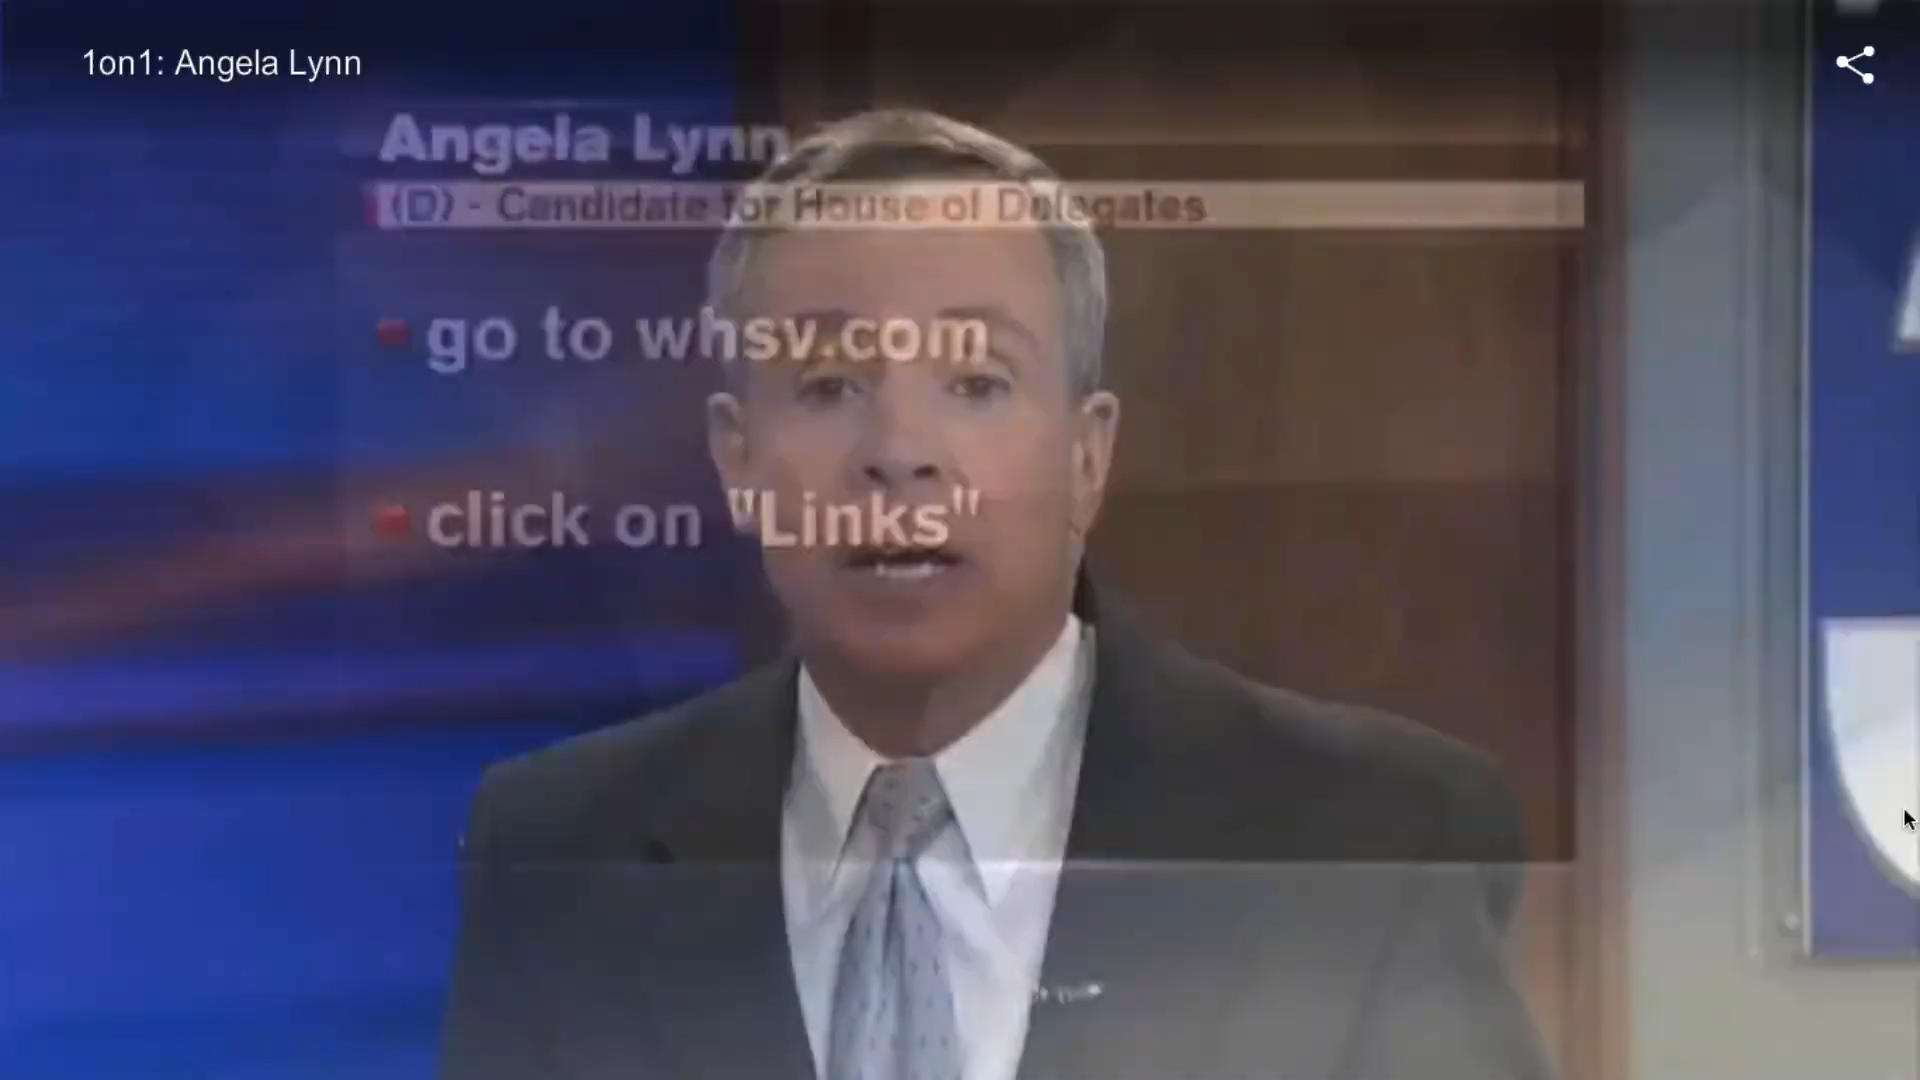 1on1: Angela Lynn
Angela Lynn
(D) - Candidate for House of Delegates
go to whsv.com
click on "Links"